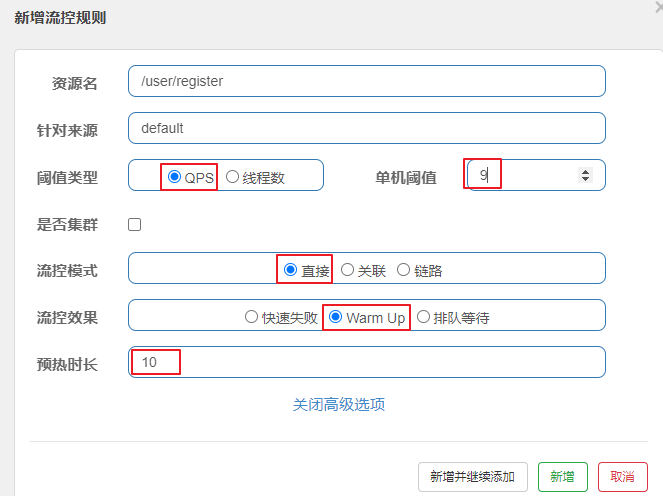 新增流控规则
资源名 /user/register
针对来源 default
阈值类型 QPS 线程数 单机阈值 9
是否集群
流控模式 直接 关联 链路
流控效果 快速失败 Warm Up 排队等待
预热时长 10
关闭高级选项
新增并继续添加 新增 取消